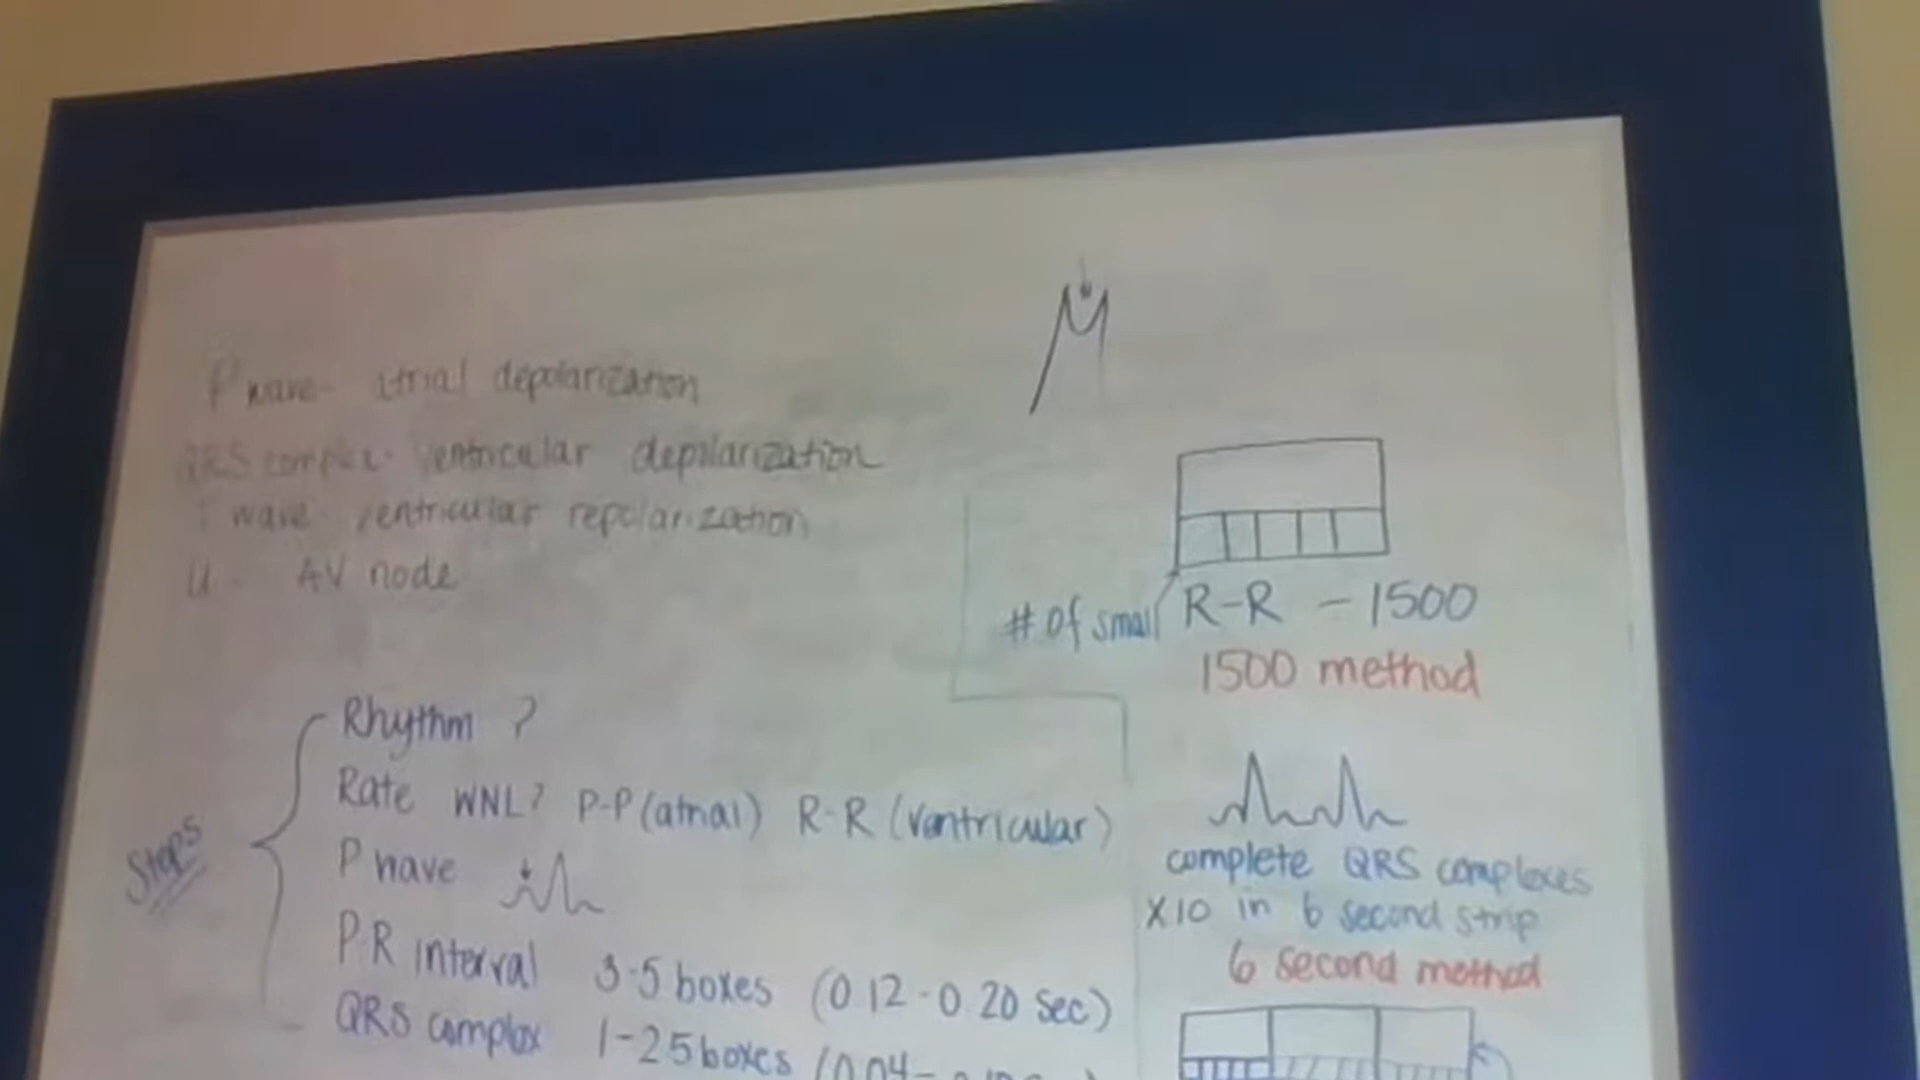 P wave - atrial depolarization
QRS complex - ventricular depolarization
T wave - ventricular repolarization
U - AV node
# of small R-R - 1500
1500 method
Steps
Rhythm ?
Rate WNL? P-P (atrial) R-R (ventricular)
P wave
P-R interval 3-5 boxes (0.12-0.20 sec)
QRS complex 1-2.5 boxes (0.04-
complete QRS complexes
X10 in 6 second strip
6 second method